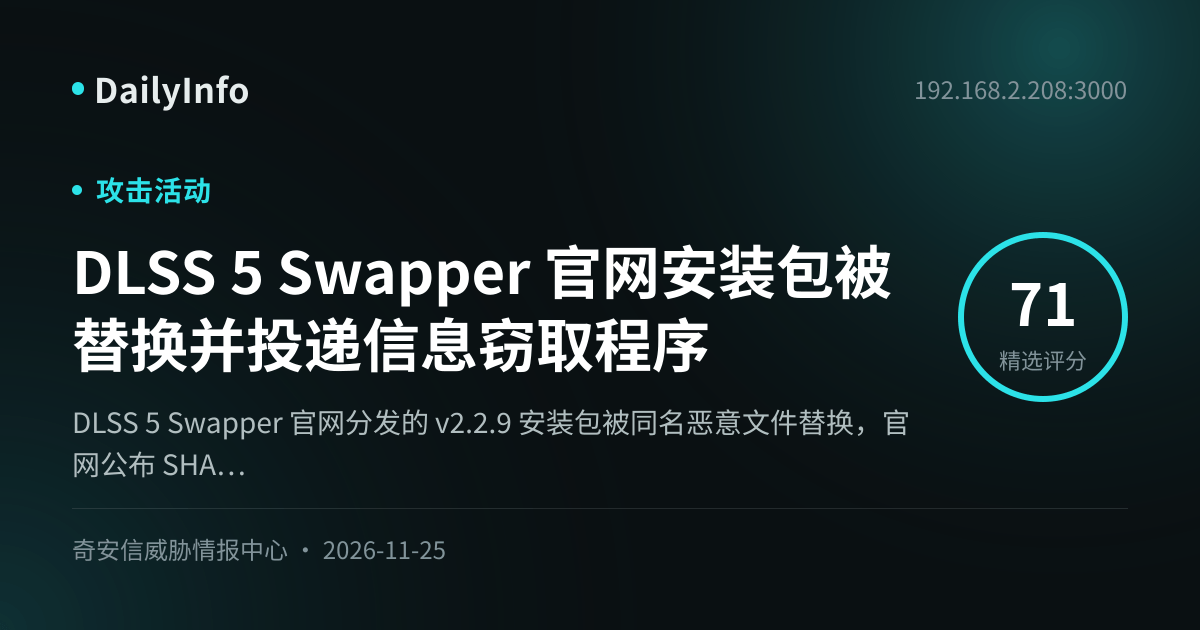 DailyInfo
192.168.2.208:3000
攻击活动
DLSS 5 Swapper 官网安装包被
替换并投递信息窃取程序
71
精选评分
DLSS 5 Swapper 官网分发的 v2.2.9 安装包被同名恶意文件替换，官
网公布 SHA…
奇安信威胁情报中心 · 2026-11-25